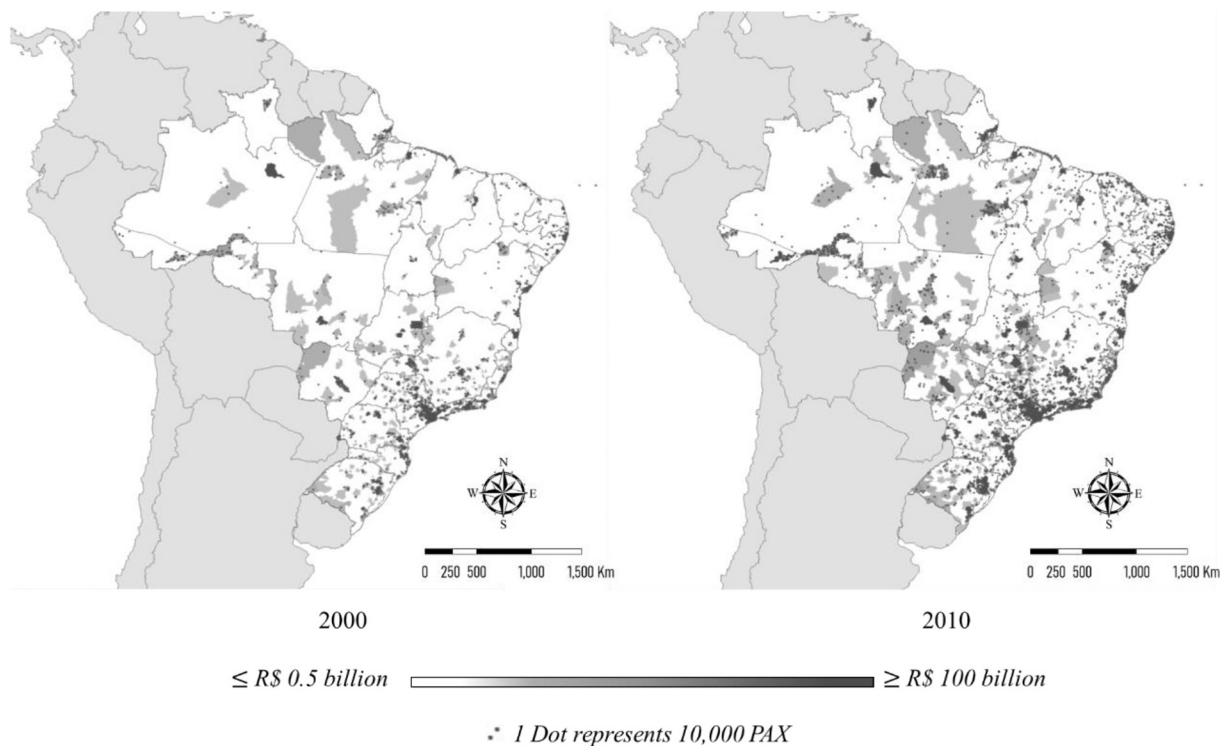 N
W E
S
0 250 500 1,000 1,500 Km
N
W E
S
0 250 500 1,000 1,500 Km
2000
2010
≤ R$ 0.5 billion ≥ R$ 100 billion
1 Dot represents 10,000 PAX